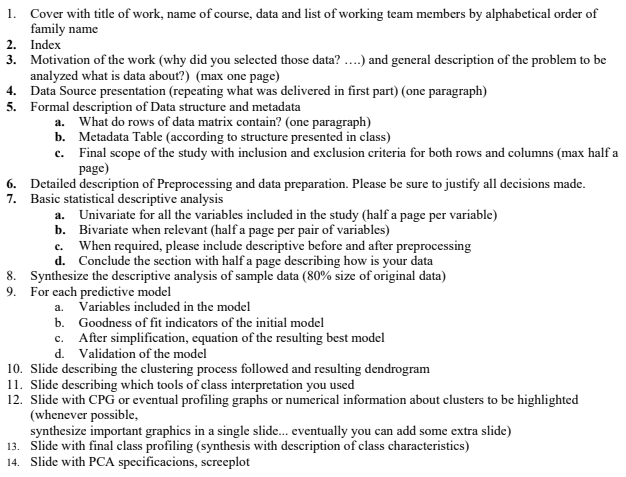 1. Cover with title of work, name of course, data and list of working team members by alphabetical order of
family name
2. Index
3. Motivation of the work (why did you selected those data? ….) and general description of the problem to be
analyzed what is data about?) (max one page)
4. Data Source presentation (repeating what was delivered in first part) (one paragraph)
5. Formal description of Data structure and metadata
a. What do rows of data matrix contain? (one paragraph)
b. Metadata Table (according to structure presented in class)
c. Final scope of the study with inclusion and exclusion criteria for both rows and columns (max half a
page)
6. Detailed description of Preprocessing and data preparation. Please be sure to justify all decisions made.
7. Basic statistical descriptive analysis
a. Univariate for all the variables included in the study (half a page per variable)
b. Bivariate when relevant (half a page per pair of variables)
c. When required, please include descriptive before and after preprocessing
d. Conclude the section with half a page describing how is your data
8. Synthesize the descriptive analysis of sample data (80% size of original data)
9. For each predictive model
a. Variables included in the model
b. Goodness of fit indicators of the initial model
c. After simplification, equation of the resulting best model
d. Validation of the model
10. Slide describing the clustering process followed and resulting dendrogram
11. Slide describing which tools of class interpretation you used
12. Slide with CPG or eventual profiling graphs or numerical information about clusters to be highlighted
(whenever possible,
synthesize important graphics in a single slide... eventually you can add some extra slide)
13. Slide with final class profiling (synthesis with description of class characteristics)
14. Slide with PCA specificacions, screeplot